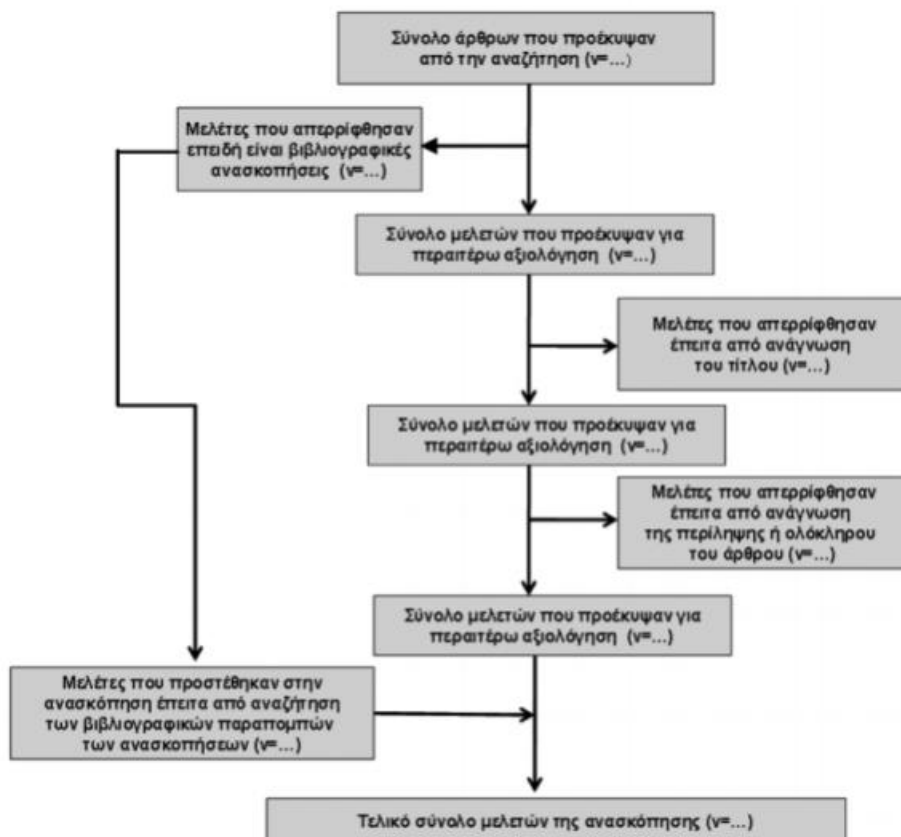 Σύνολο άρθρων που προέκυψαν
από την αναζήτηση (ν=...)
Μελέτες που απερρίφθησαν
επειδή είναι βιβλιογραφικές
ανασκοπήσεις (ν=...)
Σύνολο μελετών που προέκυψαν για
περαιτέρω αξιολόγηση (ν=...)
Μελέτες που απερρίφθησαν
έπειτα από ανάγνωση
του τίτλου (ν=...)
Σύνολο μελετών που προέκυψαν για
περαιτέρω αξιολόγηση (ν=...)
Μελέτες που απερρίφθησαν
έπειτα από ανάγνωση
της περίληψης ή ολόκληρου
του άρθρου (ν=...)
Σύνολο μελετών που προέκυψαν για
περαιτέρω αξιολόγηση (ν=...)
Μελέτες που προστέθηκαν στην
ανασκόπηση έπειτα από αναζήτηση
των βιβλιογραφικών παραπομπών
των ανασκοπήσεων (ν=...)
Τελικό σύνολο μελετών της ανασκόπησης (ν=...)